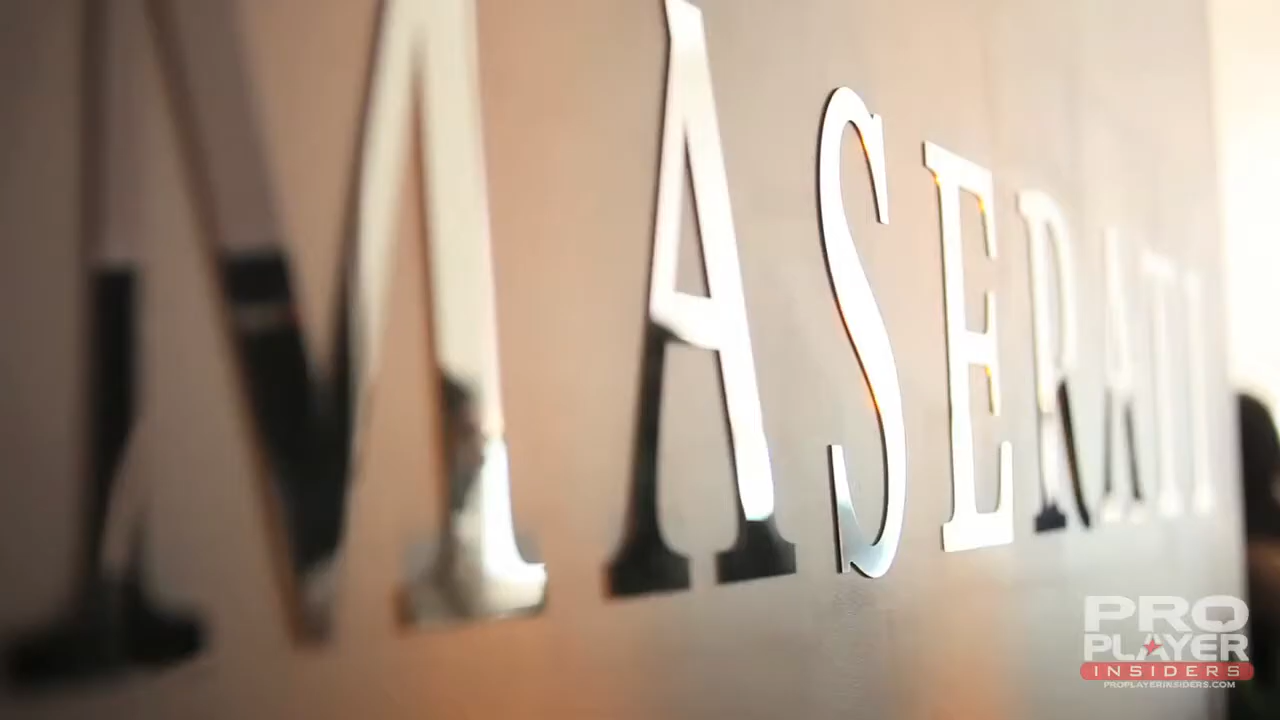 MASERATI
PRO
PLAYER
INSIDERS
PROPLAYERINSIDERS.COM